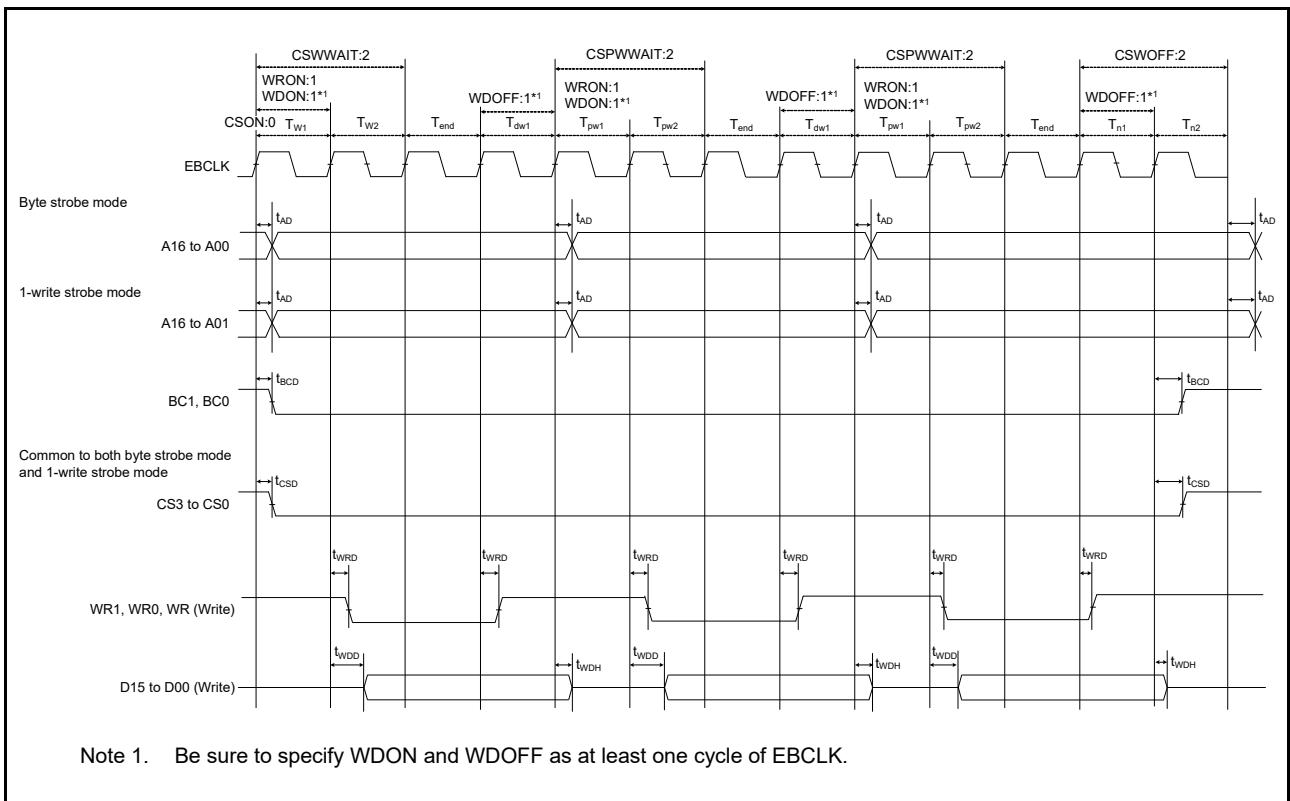 CSWWAIT:2 CSPWWAIT:2 CSPWWAIT:2 CSWOFF:2
WRON:1 WRON:1 WRON:1
WDON:1*1 WDOFF:1*1 WDON:1*1 WDOFF:1*1 WDON:1*1 WDOFF:1*1
CSON:0 TW1 TW2 Tend Tdw1 Tpw1 Tpw2 Tend Tdw1 Tpw1 Tpw2 Tend Tn1 Tn2
EBCLK
Byte strobe mode
tAD tAD tAD tAD
A16 to A00
1-write strobe mode
tAD tAD tAD tAD
A16 to A01
tBCD tBCD
BC1, BC0
Common to both byte strobe mode
and 1-write strobe mode
tCSD tCSD
CS3 to CS0
tWRD tWRD tWRD tWRD tWRD tWRD
WR1, WR0, WR (Write)
tWDD tWDH tWDD tWDH tWDD tWDH
D15 to D00 (Write)
Note 1. Be sure to specify WDON and WDOFF as at least one cycle of EBCLK.